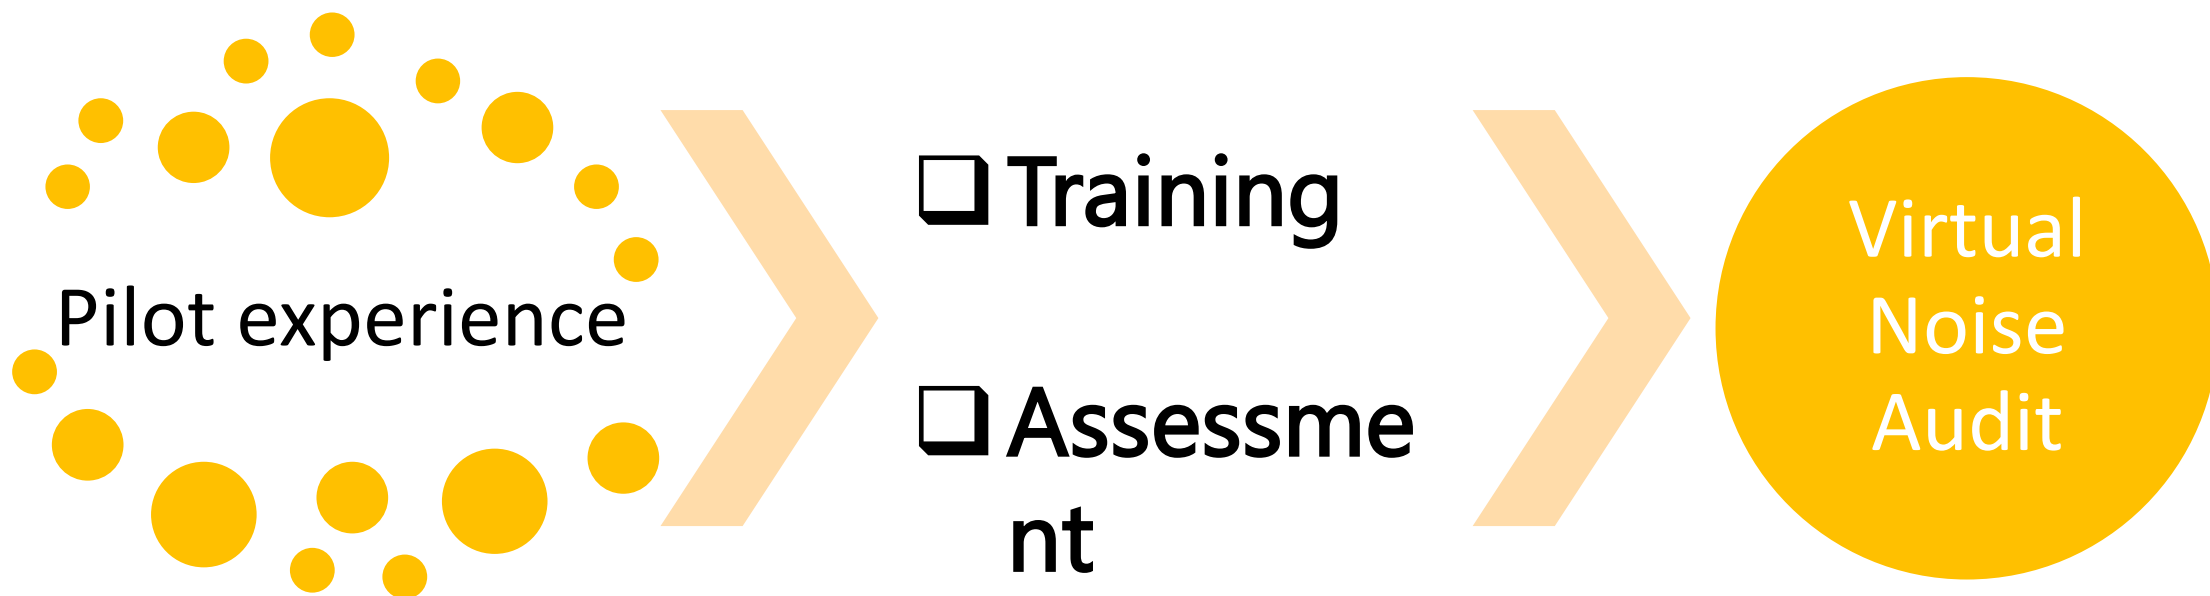 Pilot experience
Training
Assessme
nt
Virtual
Noise
Audit